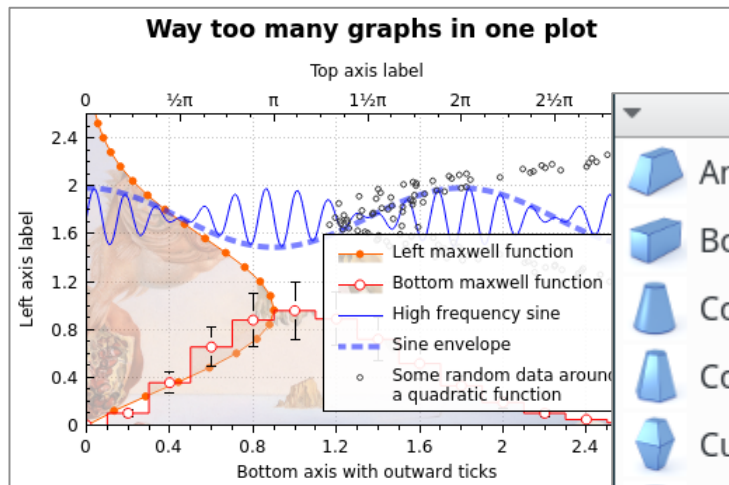 Way too many graphs in one plot
Top axis label
0 ½π π 1½π 2π 2½π
2.4
2
1.6
1.2
0.8
0.4
0
Left axis label
Left maxwell function
Bottom maxwell function
High frequency sine
Sine envelope
Some random data around
a quadratic function
0 0.4 0.8 1.2 1.6 2 2.4
Bottom axis with outward ticks
Bo
Co
Co